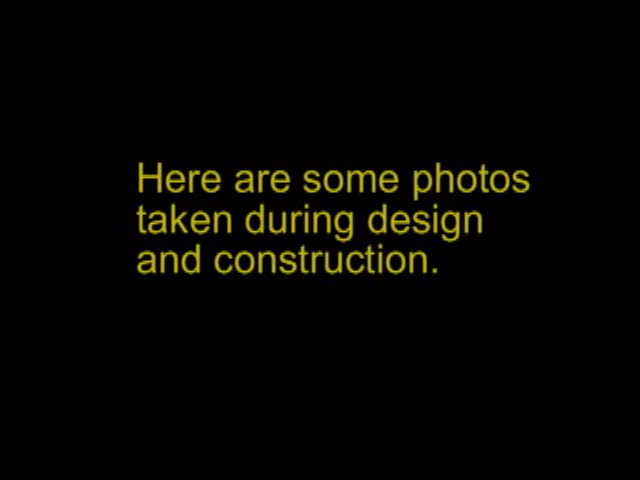 Here are some photos
taken during design
and construction.